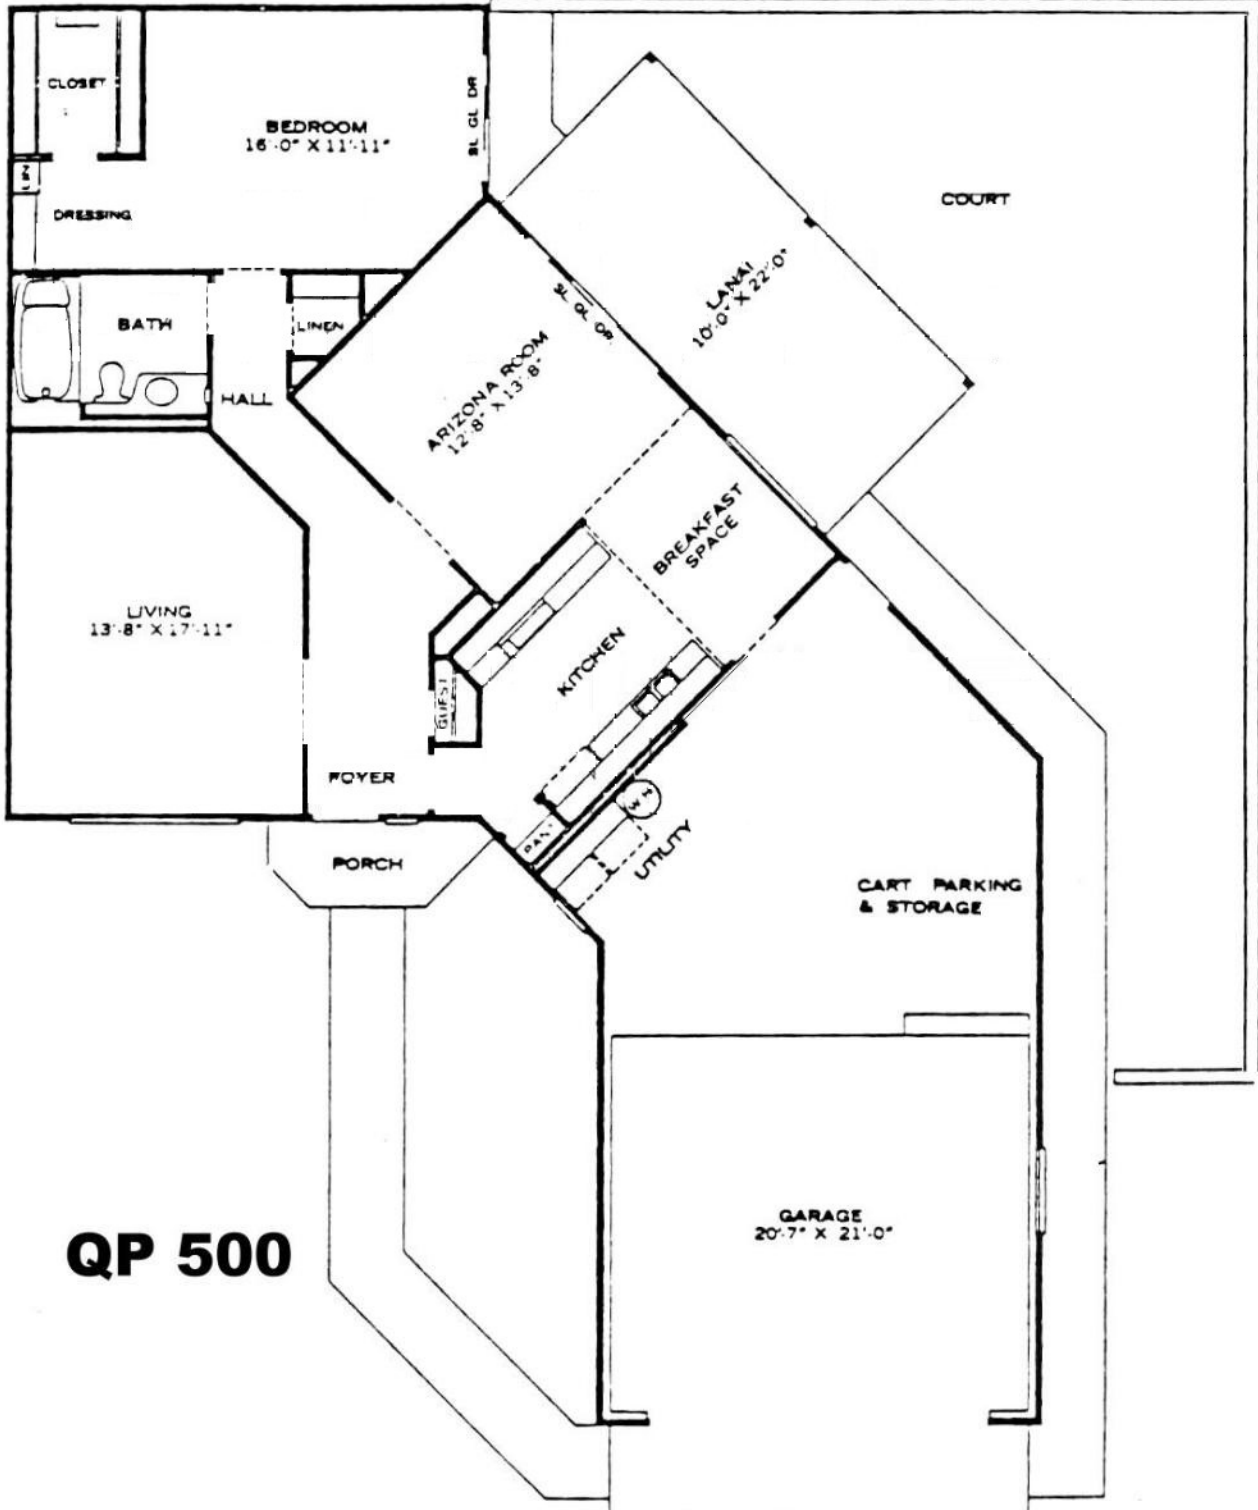 CLOSET
BEDROOM
16'-0" X 11'-11"
SL GL DR
LIN
DRESSING
COURT
LANAI
10'-0" X 22'-0"
SL GL DR
BATH
LINEN
HALL
ARIZONA ROOM
12'-8" X 13'-8"
BREAKFAST
SPACE
LIVING
13'-8" X 17'-11"
KITCHEN
GUEST
FOYER
WH
PANT
UTILITY
PORCH
CART PARKING
& STORAGE
GARAGE
20'-7" X 21'-0"
QP 500